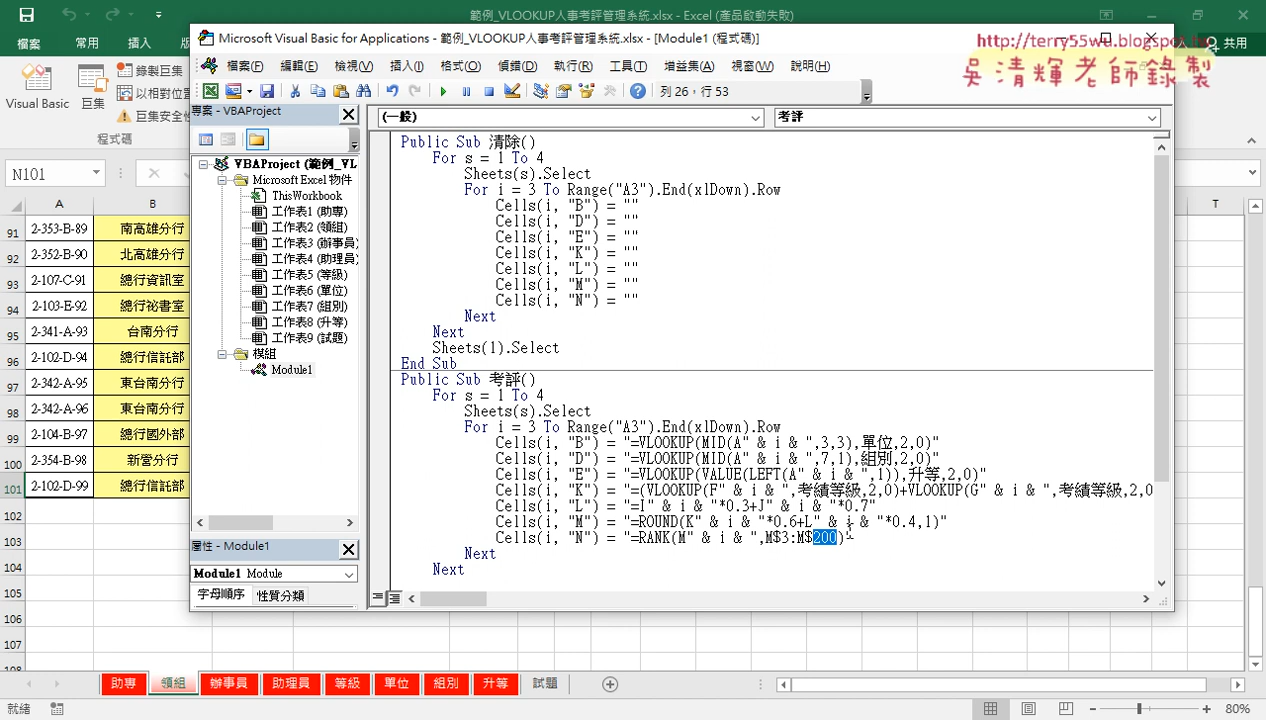 範例_VLOOKUP人事考評管理系統.xlsx - Excel (產品啟動失敗)
檔案 常用 插入 共用
Microsoft Visual Basic for Applications - 範例_VLOOKUP人事考評管理系統.xlsx - [Module1 (程式碼)]
http://terry55wu.blogspot.tw
吳清輝老師錄製
檔案(F) 編輯(E) 檢視(V) 插入(I) 偵錯(D) 執行(R) 工具(T) 增益集(A) 視窗(W) 說明(H)
列 26，行 53
Visual Basic 巨集 錄製巨集
以相對位
巨集安全性
程式碼
專案 - VBAProject
(一般) 考評
N101
VBAProject (範例_VL
Microsoft Excel 物件
ThisWorkbook
工作表1 (助專)
工作表2 (領組)
工作表3 (辦事員)
工作表4 (助理員)
工作表5 (等級)
工作表6 (單位)
工作表7 (組別)
工作表8 (升等)
工作表9 (試題)
模組
Module1
屬性 - Module1
Module1 Module
字母順序 性質分類
Public Sub 清除()
For s = 1 To 4
Sheets(s).Select
For i = 3 To Range("A3").End(xlDown).Row
Cells(i, "B") = ""
Cells(i, "D") = ""
Cells(i, "E") = ""
Cells(i, "K") = ""
Cells(i, "L") = ""
Cells(i, "M") = ""
Cells(i, "N") = ""
Next
Next
Sheets(1).Select
End Sub
Public Sub 考評()
For s = 1 To 4
Sheets(s).Select
For i = 3 To Range("A3").End(xlDown).Row
Cells(i, "B") = "=VLOOKUP(MID(A" & i & ",3,3),單位,2,0)"
Cells(i, "D") = "=VLOOKUP(MID(A" & i & ",7,1),組別,2,0)"
Cells(i, "E") = "=VLOOKUP(VALUE(LEFT(A" & i & ",1)),升等,2,0)"
Cells(i, "K") = "=(VLOOKUP(F" & i & ",考績等級,2,0)+VLOOKUP(G" & i & ",考績等級,2,0
Cells(i, "L") = "=I" & i & "*0.3+J" & i & "*0.7"
Cells(i, "M") = "=ROUND(K" & i & "*0.6+L" & i & "*0.4,1)"
Cells(i, "N") = "=RANK(M" & i & ",M$3:M$200)"
Next
Next
A B T
91 2-353-B-89 南高雄分行
92 2-352-B-90 北高雄分行
93 2-107-C-91 總行資訊室
94 2-103-E-92 總行祕書室
95 2-341-A-93 台南分行
96 2-102-D-94 總行信託部
97 2-342-A-95 東台南分行
98 2-342-A-96 東台南分行
99 2-104-B-97 總行國外部
100 2-354-B-98 新營分行
101 2-102-D-99 總行信託部
102
103
104
105
106
107
108
助專 領組 辦事員 助理員 等級 單位 組別 升等 試題
就緒 80%